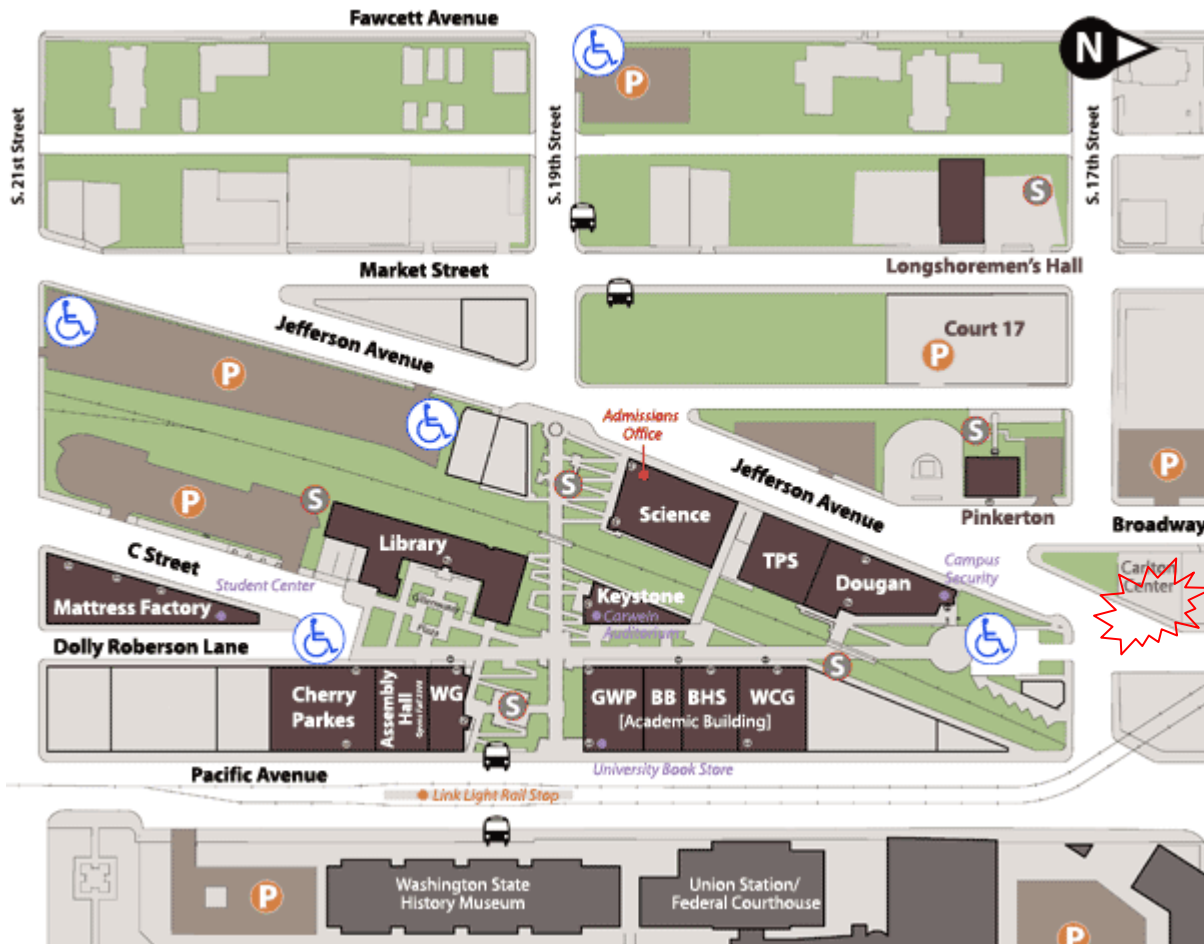 Fawcett Avenue
N
P
S. 21st Street
S. 19th Street
S. 17th Street
S
Market Street
Longshoremen's Hall
Jefferson Avenue
Court 17
P
P
Admissions
Office
S
Jefferson Avenue
P
S
S
P
Science
Pinkerton
Broadway
Library
C Street
TPS
Campus
Security
Carlton
Center
Student Center
Dougan
Mattress Factory
Keystone
Carwein
Auditorium
Dolly Roberson Lane
S
Cherry
Parkes
Assembly
Hall
WG
S
GWP
BB
BHS
WCG
[Academic Building]
Pacific Avenue
University Book Store
Link Light Rail Stop
P
Washington State
History Museum
Union Station/
Federal Courthouse
P